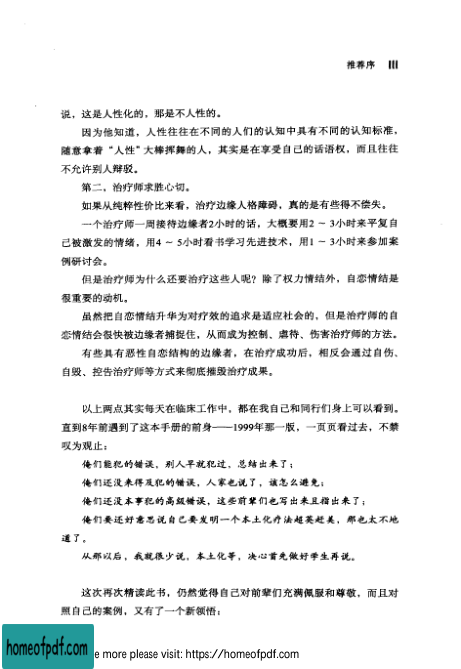 推荐序 III
说，这是人性化的，那是不人性的。
因为他知道，人性往往在不同的人们的认知中具有不同的认知标准，
随意拿着“人性”大棒挥舞的人，其实是在享受自己的话语权，而且往往
不允许别人辩驳。
第二，治疗师求胜心切。
如果从纯粹性价比来看，治疗边缘人格障碍，真的是有些得不偿失。
一个治疗师一周接待边缘者2小时的话，大概要用2 ～ 3小时来平复自
己被激发的情绪，用4 ～ 5小时看书学习先进技术，用1 ～ 3小时来参加案
例研讨会。
但是治疗师为什么还要治疗这些人呢？除了权力情结外，自恋情结是
很重要的动机。
虽然把自恋情结升华为对疗效的追求是适应社会的，但是治疗师的自
恋情结会很快被边缘者捕捉住，从而成为控制、虐待、伤害治疗师的方法。
有些具有恶性自恋结构的边缘者，在治疗成功后，相反会通过自伤、
自毁、控告治疗师等方式来彻底摧毁治疗成果。
以上两点其实每天在临床工作中，都在我自己和同行们身上可以看到。
直到8年前遇到了这本手册的前身——1999年那一版，一页页看过去，不禁
叹为观止：
俺们能犯的错误，别人早就犯过，总结出来了；
俺们还没来得及犯的错误，人家也说了，该怎么避免；
俺们还没本事犯的高级错误，这些前辈们也写出来且指出来了；
俺们要还好意思说自己要发明一个本土化疗法超英赶美，那也太不地
道了。
从那以后，我就很少说，本土化等，决心首先做好学生再说。
这次再次精读此书，仍然觉得自己对前辈们充满佩服和尊敬，而且对
照自己的案例，又有了一个新领悟：
homeofpdf.com
e more please visit: https://homeofpdf.com